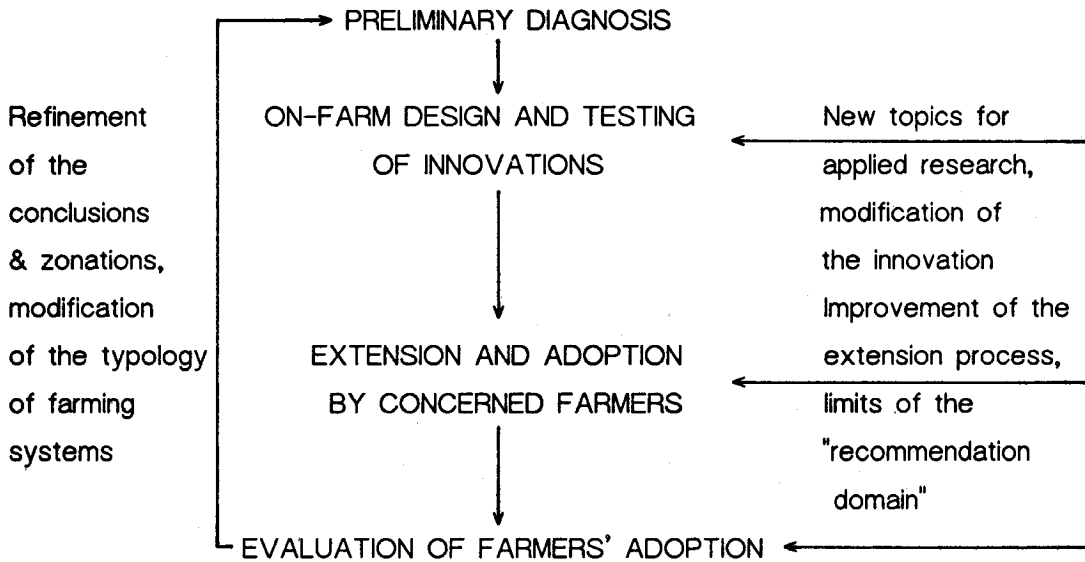 PRELIMINARY DIAGNOSIS
Refinement
of the
conclusions
& zonations,
modification
of the typology
of farming
systems
ON-FARM DESIGN AND TESTING
OF INNOVATIONS
EXTENSION AND ADOPTION
BY CONCERNED FARMERS
New topics for
applied research,
modification of
the innovation
Improvement of the
extension process,
limits of the
"recommendation
domain"
EVALUATION OF FARMERS' ADOPTION